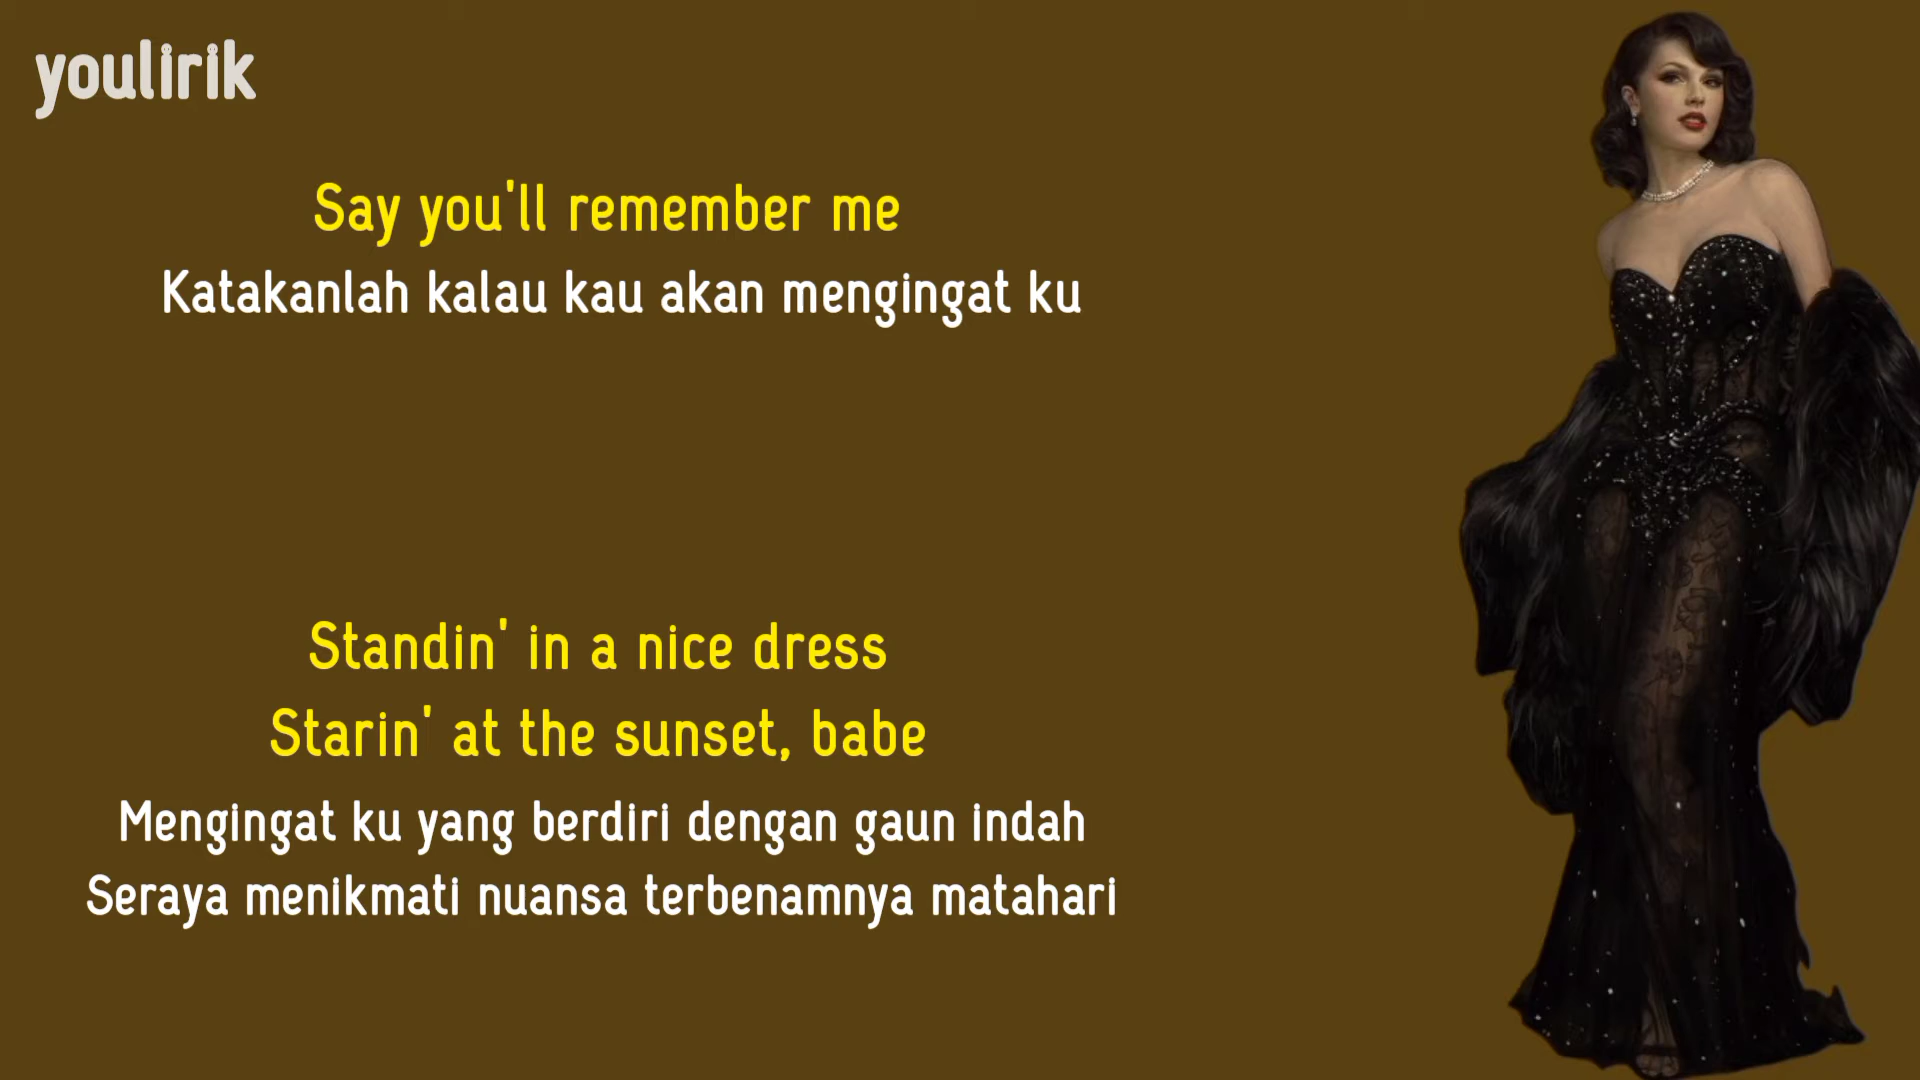 youlirik
Say you'll remember me
Katakanlah kalau kau akan mengingat ku
Standin' in a nice dress
Starin' at the sunset, babe
Mengingat ku yang berdiri dengan gaun indah
Seraya menikmati nuansa terbenamnya matahari